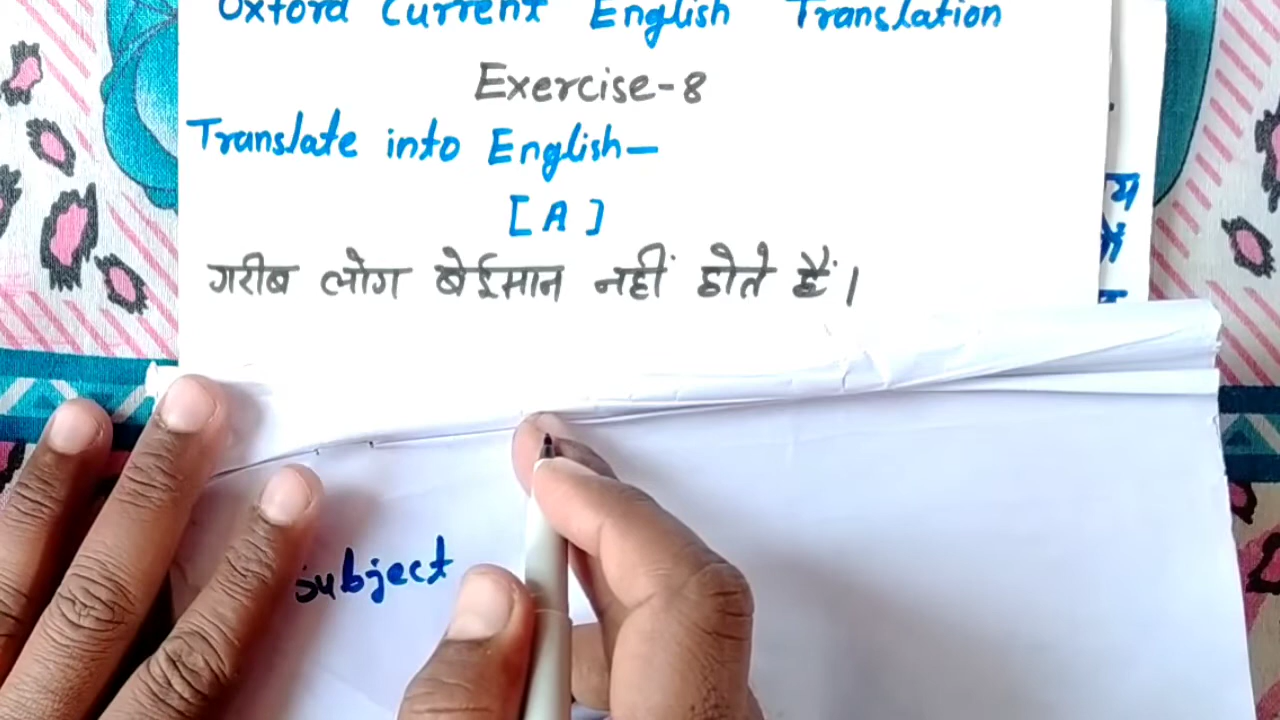 Oxford Current English Translation
Exercise-8
Translate into English—
[A]
गरीब लोग बेईमान नहीं होते हैं।
subject